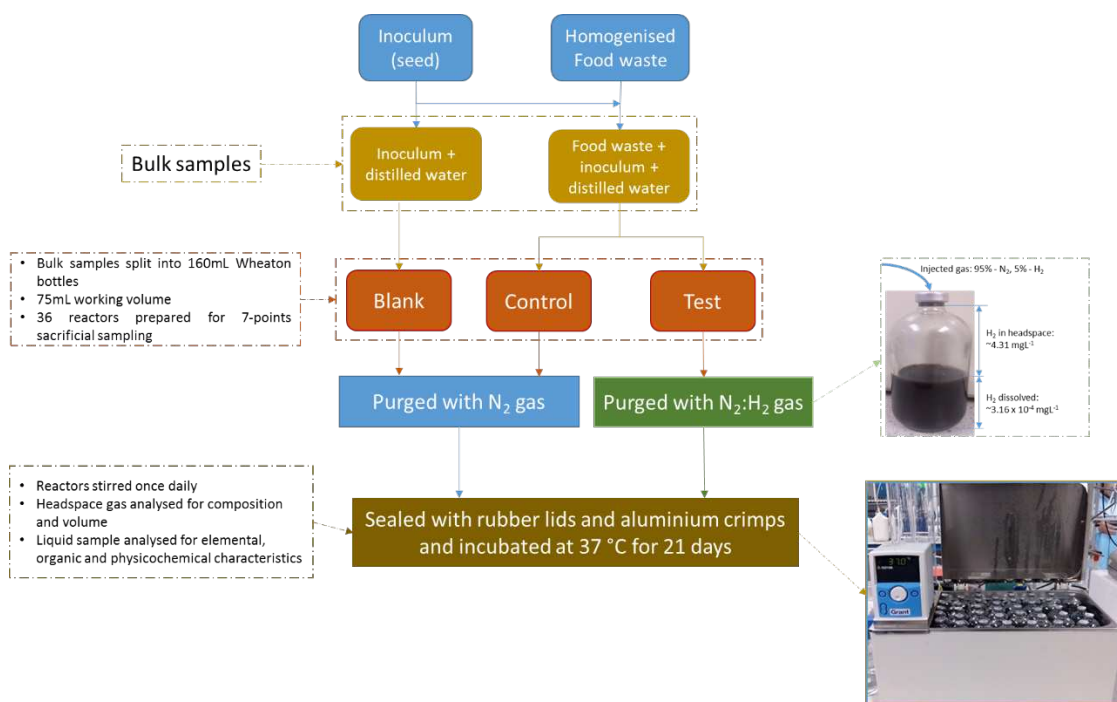 Inoculum
(seed)
Homogenised
Food waste
Bulk samples
Inoculum +
distilled water
Food waste +
inoculum +
distilled water
• Bulk samples split into 160mL Wheaton
bottles
• 75mL working volume
• 36 reactors prepared for 7-points
sacrificial sampling
Blank
Control
Test
Injected gas: 95% - N₂, 5% - H₂
H₂ in headspace:
~4.31 mgL⁻¹
H₂ dissolved:
~3.16 x 10⁻⁴ mgL⁻¹
Purged with N₂ gas
Purged with N₂:H₂ gas
• Reactors stirred once daily
• Headspace gas analysed for composition
and volume
• Liquid sample analysed for elemental,
organic and physicochemical characteristics
Sealed with rubber lids and aluminium crimps
and incubated at 37 °C for 21 days
37.0
Grant